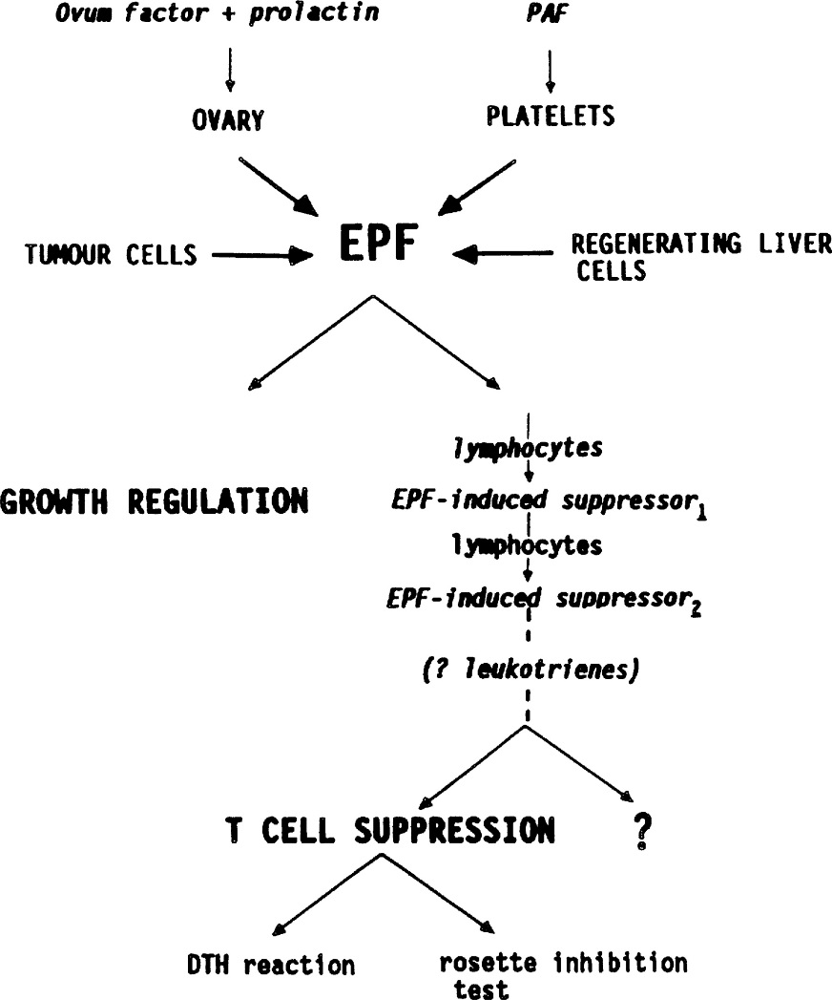 Ovum factor + prolactin
PAF
OVARY
PLATELETS
EPF
TUMOUR CELLS
REGENERATING LIVER
CELLS
lymphocytes
GROWTH REGULATION
EPF-induced suppressor1
lymphocytes
EPF-induced suppressor2
(? leukotrienes)
T CELL SUPPRESSION
?
DTH reaction
rosette inhibition
test